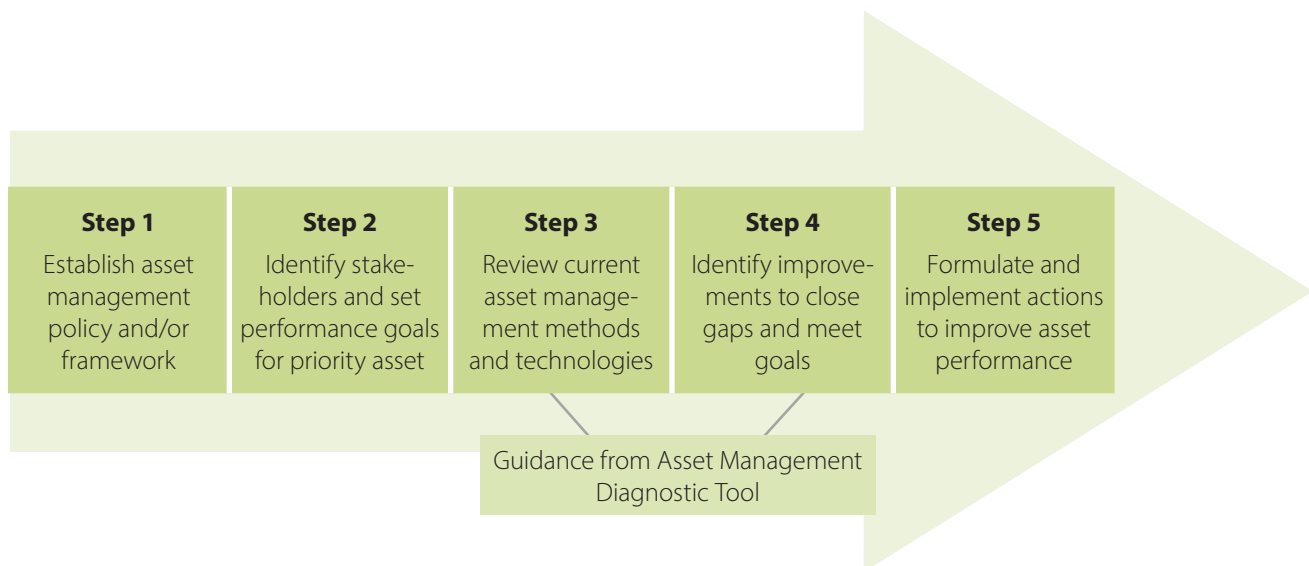 Step 1
Establish asset
management
policy and/or
framework
Step 2
Identify stake-
holders and set
performance goals
for priority asset
Step 3
Review current
asset manage-
ment methods
and technologies
Step 4
Identify improve-
ments to close
gaps and meet
goals
Step 5
Formulate and
implement actions
to improve asset
performance
Guidance from Asset Management
Diagnostic Tool